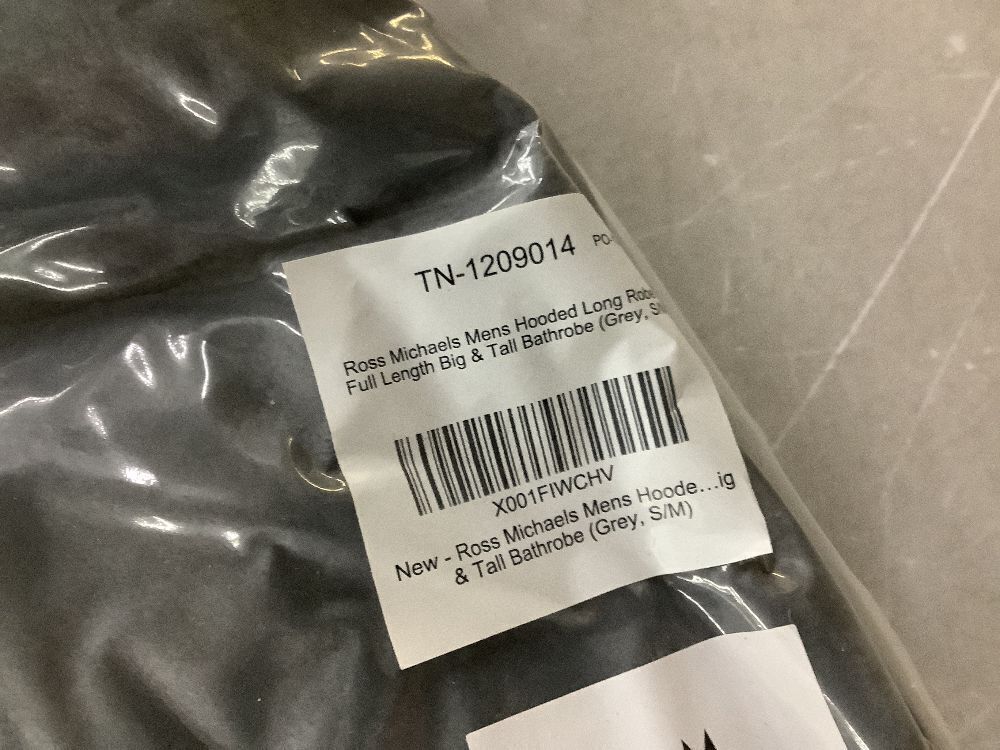 TN-1209014 PO-
Ross Michaels Mens Hooded Long Robe
Full Length Big & Tall Bathrobe (Grey, S/
X001FIWCHV
New - Ross Michaels Mens Hoode...ig
& Tall Bathrobe (Grey, S/M)